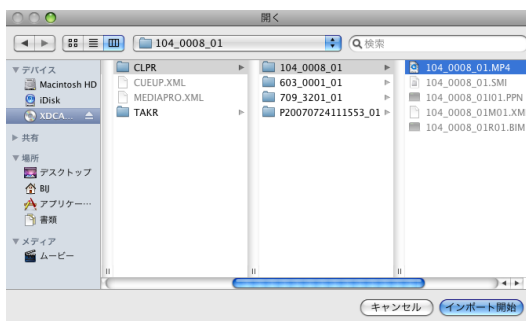 開く
104_0008_01
検索
デバイス
Macintosh HD
iDisk
XDCA...
共有
場所
デスクトップ
BIJ
アプリケー…
書類
メディア
ムービー
CLPR
CUEUP.XML
MEDIAPRO.XML
TAKR
104_0008_01
603_0001_01
709_3201_01
P20070724111553_01
104_0008_01.MP4
104_0008_01.SMI
104_0008_01I01.PPN
104_0008_01M01.XM
104_0008_01R01.BIM
キャンセル
インポート開始